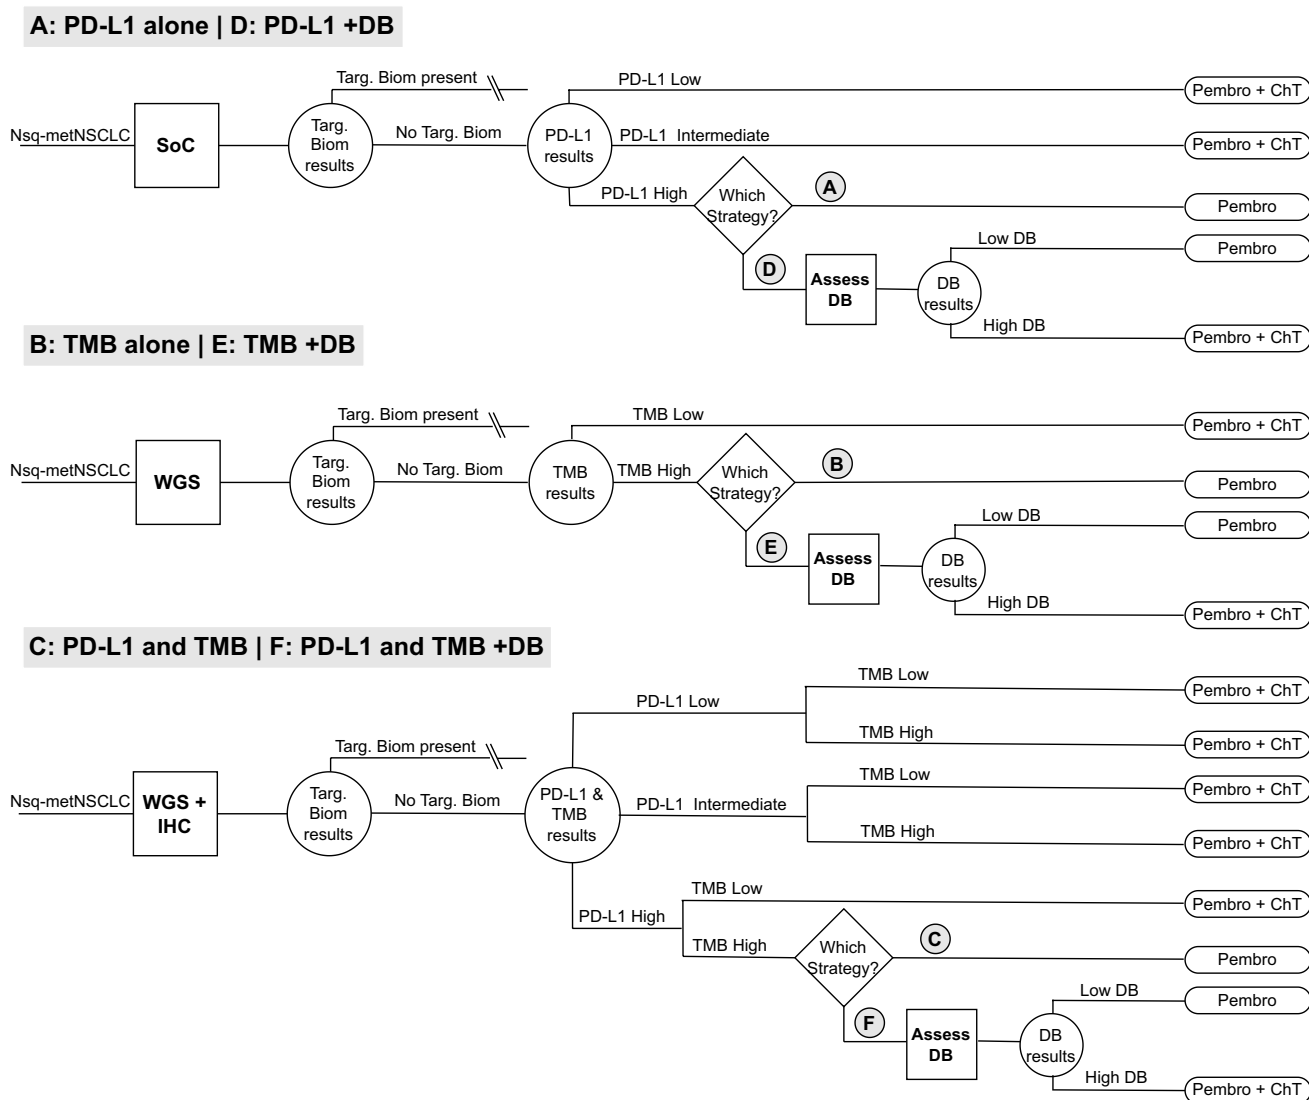 A: PD-L1 alone | D: PD-L1 +DB
Targ. Biom present
PD-L1 Low
Pembro + ChT
Nsq-metNSCLC
SoC
Targ.
Biom
results
No Targ. Biom
PD-L1
results
PD-L1 Intermediate
Pembro + ChT
PD-L1 High
Which
Strategy?
A
Pembro
Low DB
Pembro
D
Assess
DB
DB
results
High DB
Pembro + ChT
B: TMB alone | E: TMB +DB
Targ. Biom present
TMB Low
Pembro + ChT
Nsq-metNSCLC
WGS
Targ.
Biom
results
No Targ. Biom
TMB
results
TMB High
Which
Strategy?
B
Pembro
Low DB
Pembro
E
Assess
DB
DB
results
High DB
Pembro + ChT
C: PD-L1 and TMB | F: PD-L1 and TMB +DB
TMB Low
Pembro + ChT
PD-L1 Low
TMB High
Pembro + ChT
Targ. Biom present
Nsq-metNSCLC
WGS +
IHC
Targ.
Biom
results
No Targ. Biom
PD-L1 &
TMB
results
TMB Low
Pembro + ChT
PD-L1 Intermediate
TMB High
Pembro + ChT
TMB Low
Pembro + ChT
PD-L1 High
TMB High
Which
Strategy?
C
Pembro
Low DB
Pembro
F
Assess
DB
DB
results
High DB
Pembro + ChT